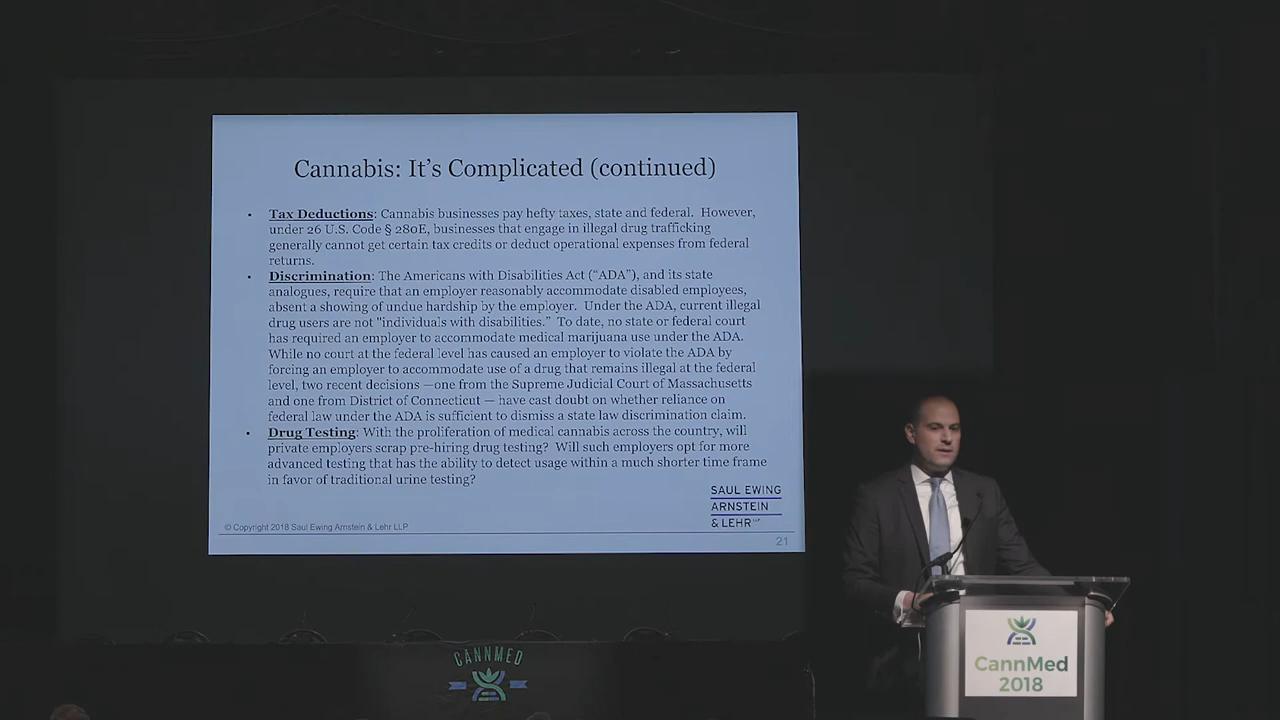 Cannabis: It's Complicated (continued)
• Tax Deductions: Cannabis businesses pay hefty taxes, state and federal. However,
under 26 U.S. Code § 280E, businesses that engage in illegal drug trafficking
generally cannot get certain tax credits or deduct operational expenses from federal
returns.
• Discrimination: The Americans with Disabilities Act (“ADA”), and its state
analogues, require that an employer reasonably accommodate disabled employees,
absent a showing of undue hardship by the employer. Under the ADA, current illegal
drug users are not "individuals with disabilities.” To date, no state or federal court
has required an employer to accommodate medical marijuana use under the ADA.
While no court at the federal level has caused an employer to violate the ADA by
forcing an employer to accommodate use of a drug that remains illegal at the federal
level, two recent decisions —one from the Supreme Judicial Court of Massachusetts
and one from District of Connecticut — have cast doubt on whether reliance on
federal law under the ADA is sufficient to dismiss a state law discrimination claim.
• Drug Testing: With the proliferation of medical cannabis across the country, will
private employers scrap pre-hiring drug testing? Will such employers opt for more
advanced testing that has the ability to detect usage within a much shorter time frame
in favor of traditional urine testing?
SAUL EWING
ARNSTEIN
& LEHR LLP
© Copyright 2018 Saul Ewing Arnstein & Lehr LLP
21
CANNMED
CannMed
2018